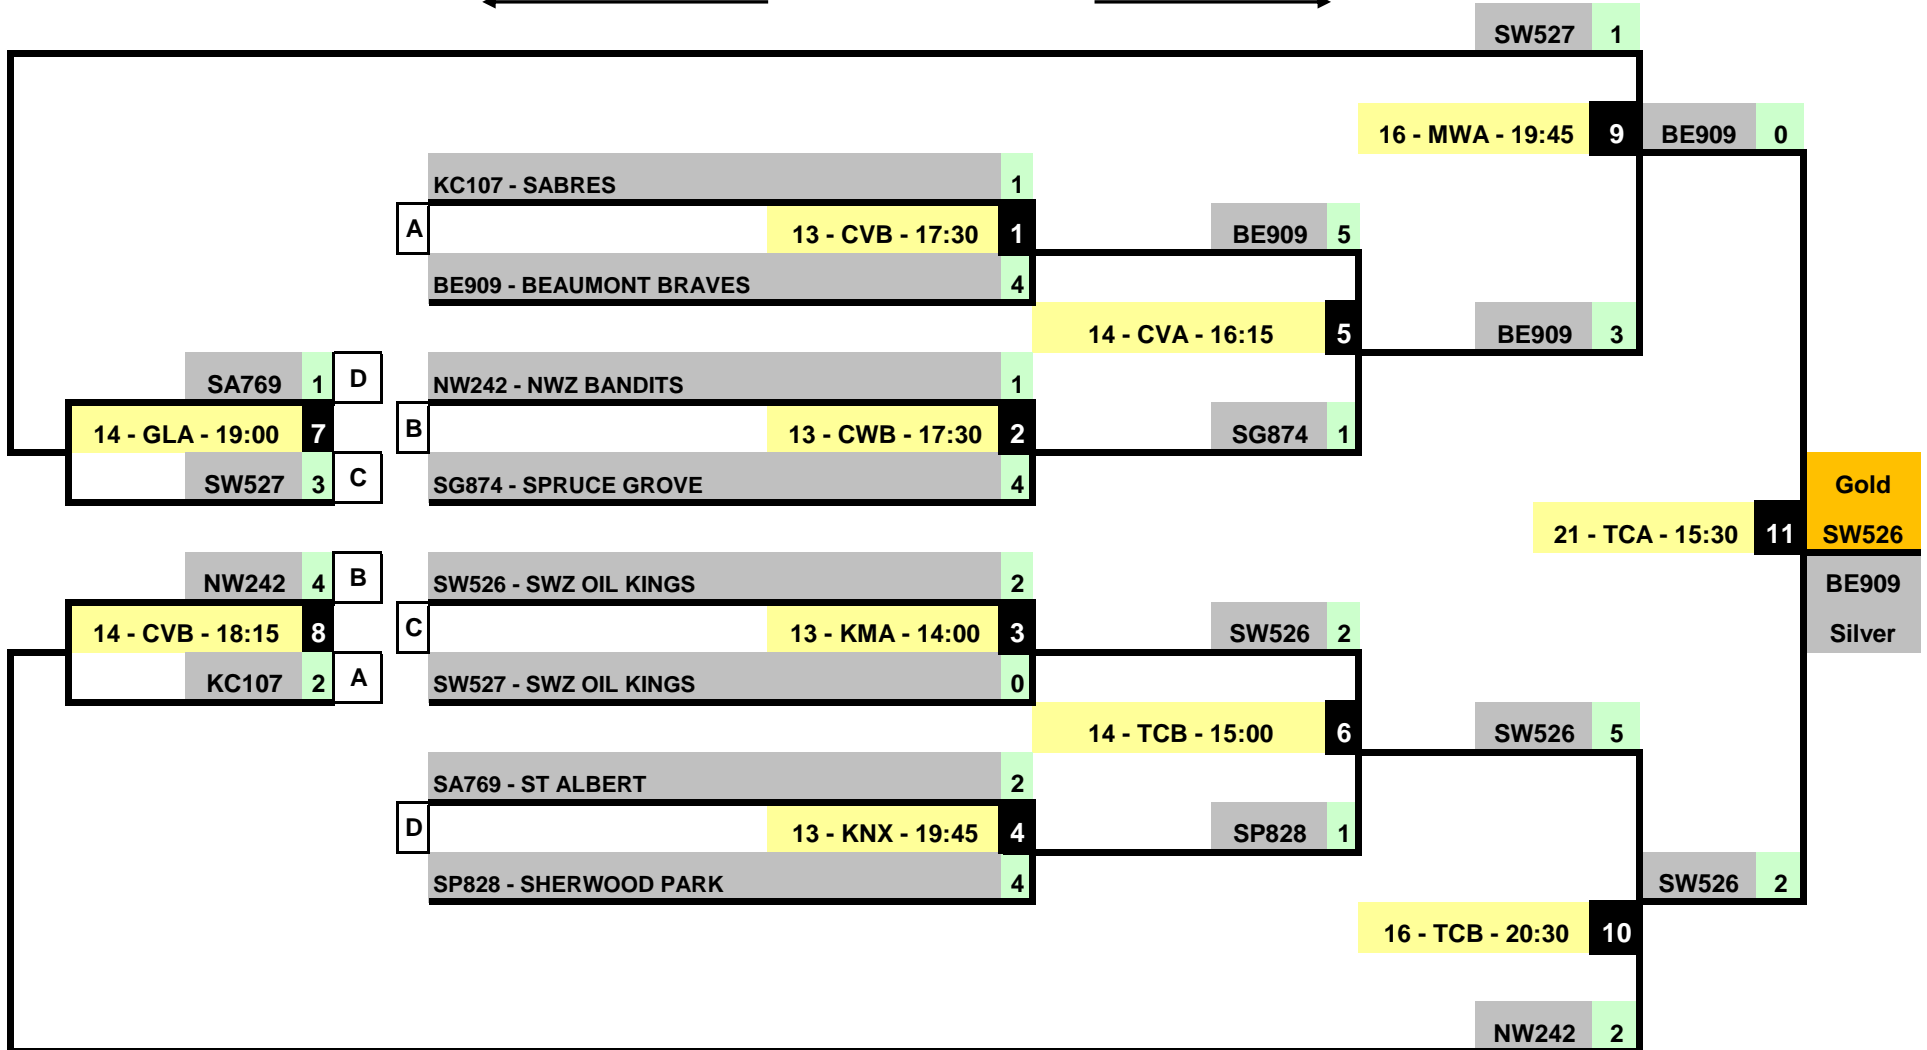 SW527 1
16 - MWA - 19:45 9 BE909 0
KC107 - SABRES 1
A 13 - CVB - 17:30 1 BE909 5
BE909 - BEAUMONT BRAVES 4
14 - CVA - 16:15 5 BE909 3
SA769 1 D NW242 - NWZ BANDITS 1
14 - GLA - 19:00 7 B 13 - CWB - 17:30 2 SG874 1
SW527 3 C SG874 - SPRUCE GROVE 4 Gold
21 - TCA - 15:30 11 SW526
NW242 4 B SW526 - SWZ OIL KINGS 2 BE909
14 - CVB - 18:15 8 C 13 - KMA - 14:00 3 SW526 2 Silver
KC107 2 A SW527 - SWZ OIL KINGS 0
14 - TCB - 15:00 6 SW526 5
SA769 - ST ALBERT 2
D 13 - KNX - 19:45 4 SP828 1
SP828 - SHERWOOD PARK 4 SW526 2
16 - TCB - 20:30 10
NW242 2